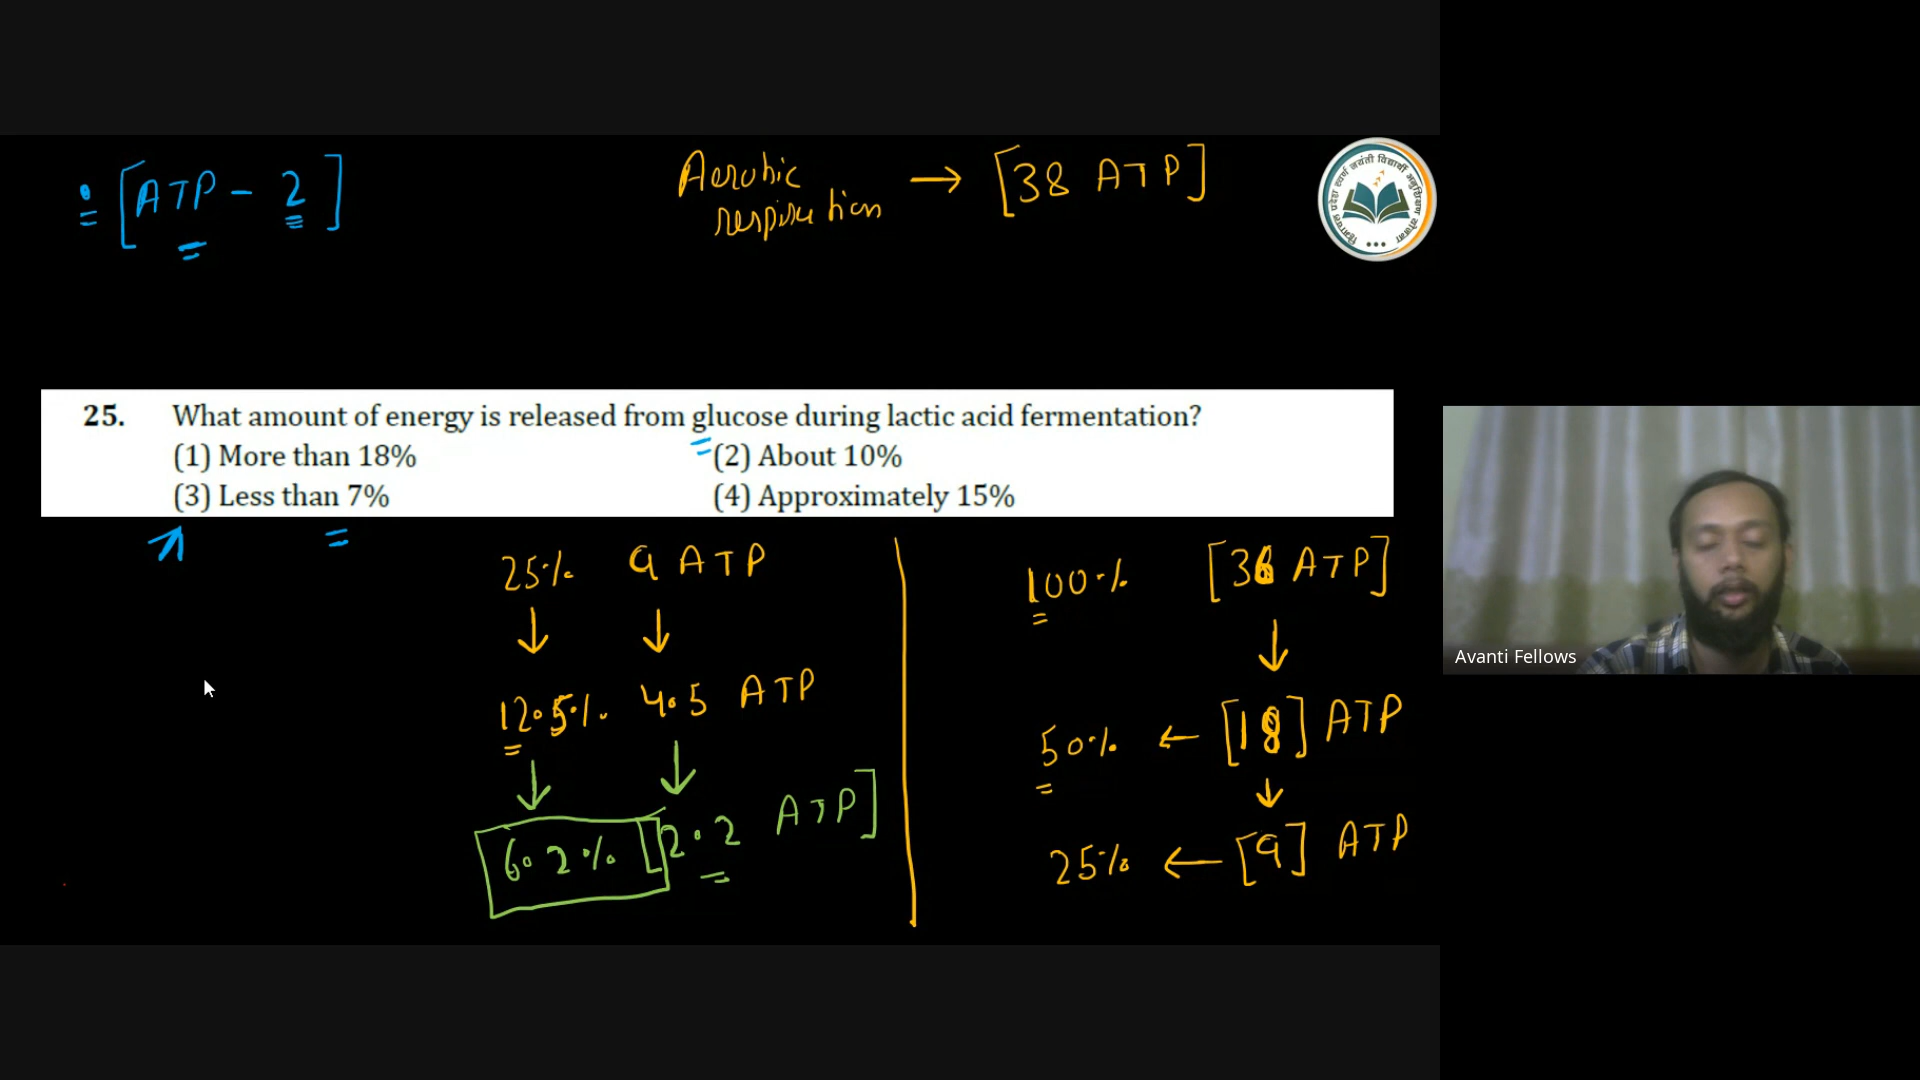 [ATP - 2]
Aerobic respiration → [38 ATP]
25. What amount of energy is released from glucose during lactic acid fermentation?
(1) More than 18% (2) About 10%
(3) Less than 7% (4) Approximately 15%
25% 9 ATP
100% [36 ATP]
↓ ↓
↓
12.5% 4.5 ATP
50% ← [18] ATP
↓ ↓
↓
6.2% [2.2 ATP]
25% ← [9] ATP
Avanti Fellows